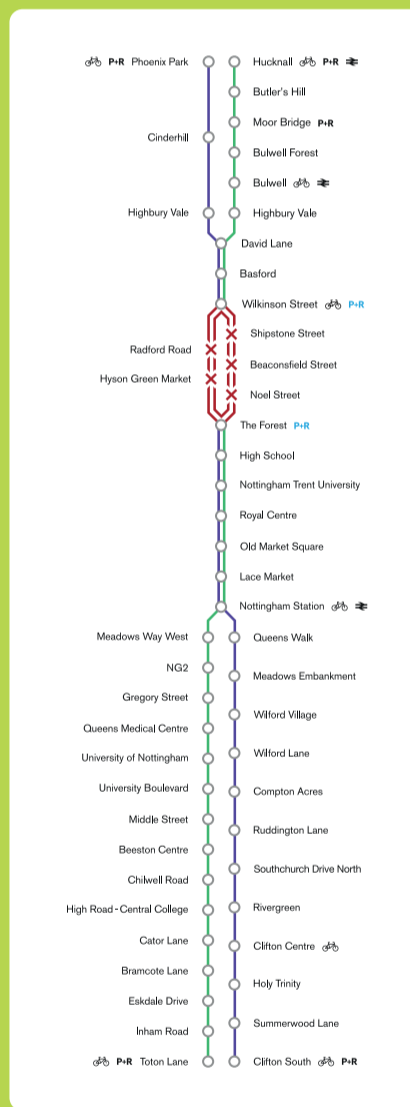 P+R Phoenix Park
Hucknall P+R
Butler's Hill
Moor Bridge P+R
Cinderhill
Bulwell Forest
Bulwell
Highbury Vale
Highbury Vale
David Lane
Basford
Wilkinson Street P+R
Shipstone Street
Radford Road
Beaconsfield Street
Hyson Green Market
Noel Street
The Forest P+R
High School
Nottingham Trent University
Royal Centre
Old Market Square
Lace Market
Nottingham Station
Meadows Way West
Queens Walk
NG2
Meadows Embankment
Gregory Street
Wilford Village
Queens Medical Centre
Wilford Lane
University of Nottingham
University Boulevard
Compton Acres
Middle Street
Ruddington Lane
Beeston Centre
Southchurch Drive North
Chilwell Road
High Road-Central College
Rivergreen
Cator Lane
Clifton Centre
Bramcote Lane
Holy Trinity
Eskdale Drive
Summerwood Lane
Inham Road
P+R Toton Lane
Clifton South P+R